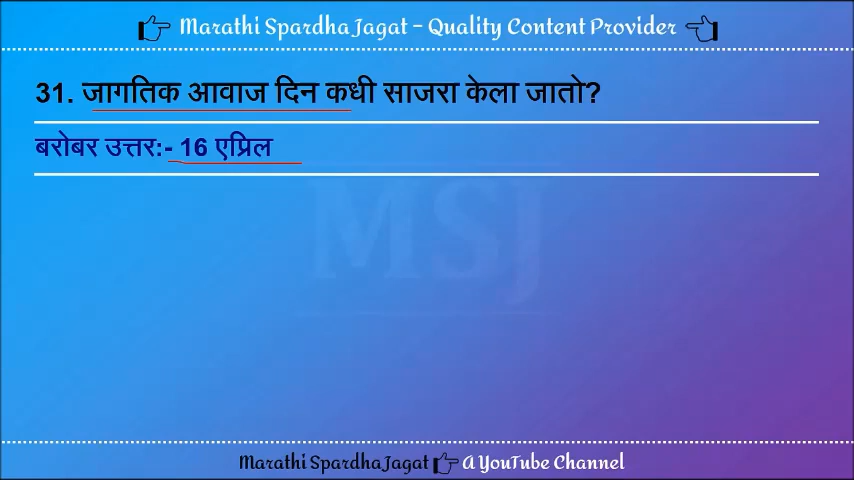 Marathi Spardha Jagat - Quality Content Provider
31. जागतिक आवाज दिन कधी साजरा केला जातो?
बरोबर उत्तर:- 16 एप्रिल
MSJ
Marathi Spardha Jagat A YouTube Channel